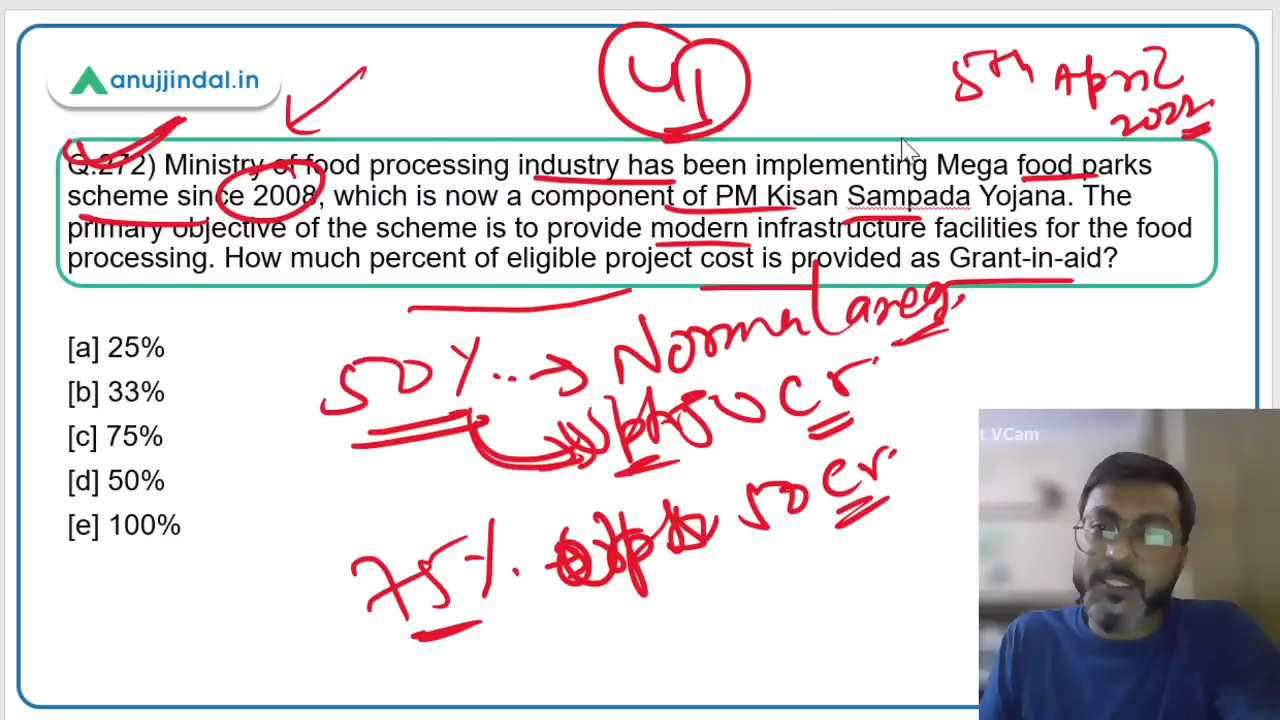 anujjindal.in
41
5th April
2022
Q.272) Ministry of food processing industry has been implementing Mega food parks
scheme since 2008, which is now a component of PM Kisan Sampada Yojana. The
primary objective of the scheme is to provide modern infrastructure facilities for the food
processing. How much percent of eligible project cost is provided as Grant-in-aid?
50%. → Normal area.
upto 50 Cr.
75%. upto 50 Cr.
[a] 25%
[b] 33%
[c] 75%
[d] 50%
[e] 100%
t VCam